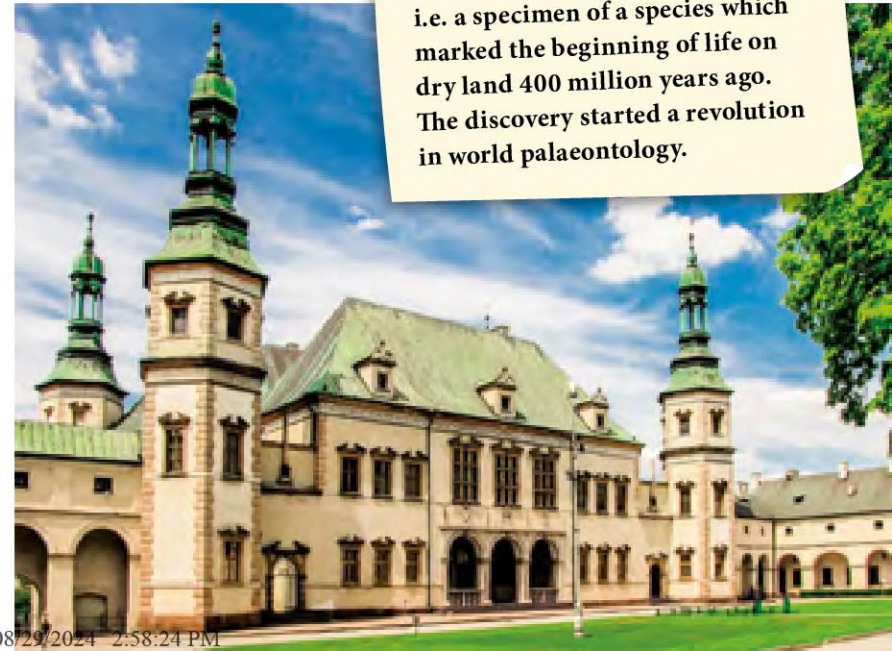 i.e. a specimen of a species which
marked the beginning of life on
dry land 400 million years ago.
The discovery started a revolution
in world palaeontology.
08/29/2024 2:58:24 PM